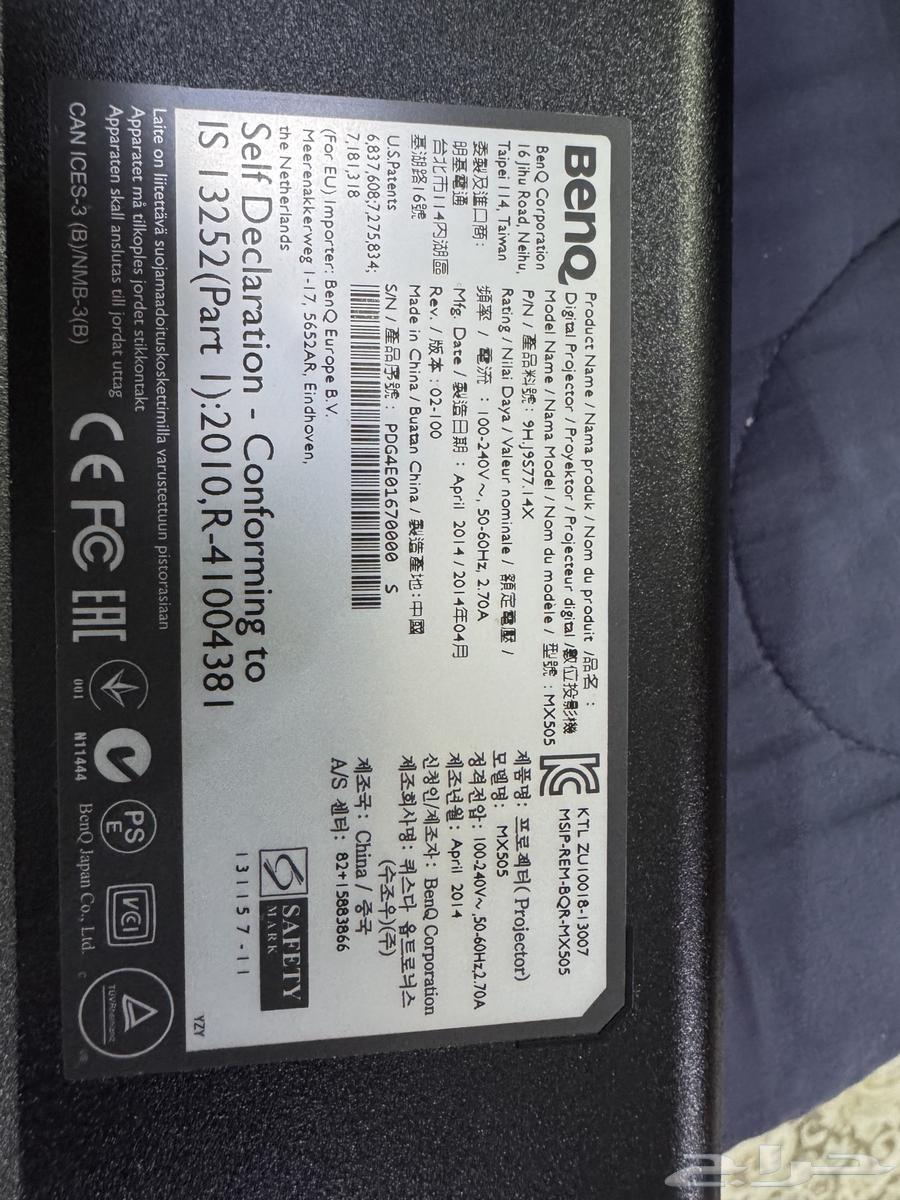 BenQ
BenQ Corporation
16 Jihu Road, Neihu,
Taipei 114, Taiwan
委製及進口商:
明基電通
台北市114內湖區
基湖路16號
U.S.Patents
6,837,608;7,275,834;
7,181,318
(For EU) Importer: BenQ Europe B.V.
Meerenakkerweg 1-17, 5652AR, Eindhoven,
the Netherlands
Product Name / Nama produk / Nom du produit /品名 :
Digital Projector / Proyektor / Projecteur digital /數位投影機
Model Name / Nama Model / Nom du modèle / 型號 : MX505
P/N / 產品料號 : 9H.J9S77.14X
Rating / Nilai Daya / Valeur nominale / 額定電壓 /
頻率 / 電流 : 100-240V~, 50-60Hz, 2.70A
Mfg. Date / 製造日期 : April 2014 / 2014年04月
Rev. / 版本 : 02-100
Made in China / Buatan China / 製造產地: 中國
S/N / 產品序號 : PDG4E01670000 S
KTL ZU10018-13007
MSIP-REM-BQR-MX505
제품명: 프로젝터( Projector)
모델명: MX505
정격전압: 100-240V~,50-60Hz,2.70A
제조년월: April 2014
신청인/제조자: BenQ Corporation
제조회사명: 퀴스다 옵트로닉스
(수조우)(주)
제조국: China / 중국
A/S 센터: 82+15883866
Self Declaration - Conforming to
IS 13252(Part 1):2010,R-41004381
SAFETY
MARK
131157-11
YZY
Laite on liitettävä suojamaadoituskoskettimilla varustettuun pistorasiaan
Apparatet må tilkoples jordet stikkontakt
Apparaten skall anslutas till jordat uttag
CAN ICES-3 (B)/NMB-3(B)
CE FC EAC
001
N11444
PS
E
BenQ Japan Co., Ltd.
VCI
TÜVRheinland
حراج